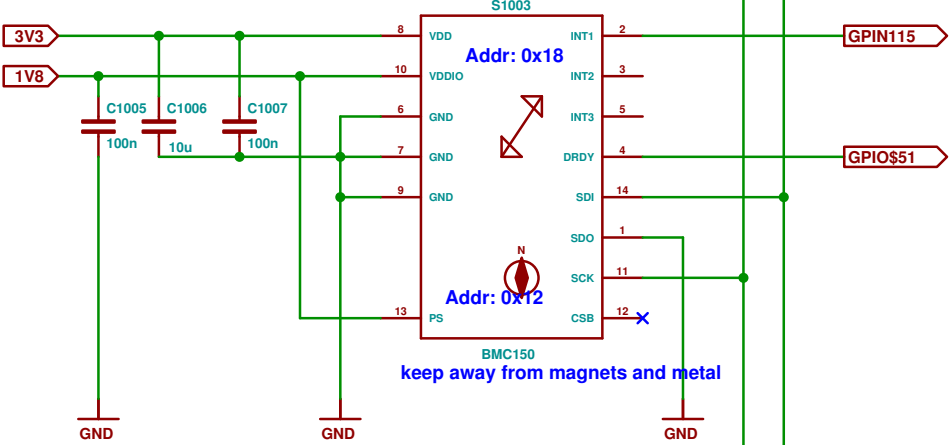 S1003
3V3
8
VDD
INT1
2
GPIN115
Addr: 0x18
1V8
10
VDDIO
INT2
3
C1005
C1006
C1007
6
GND
INT3
5
100n
10u
100n
7
GND
DRDY
4
GPIO$51
9
GND
SDI
14
SDO
1
N
SCK
11
Addr: 0x12
13
PS
CSB
12
BMC150
keep away from magnets and metal
GND
GND
GND